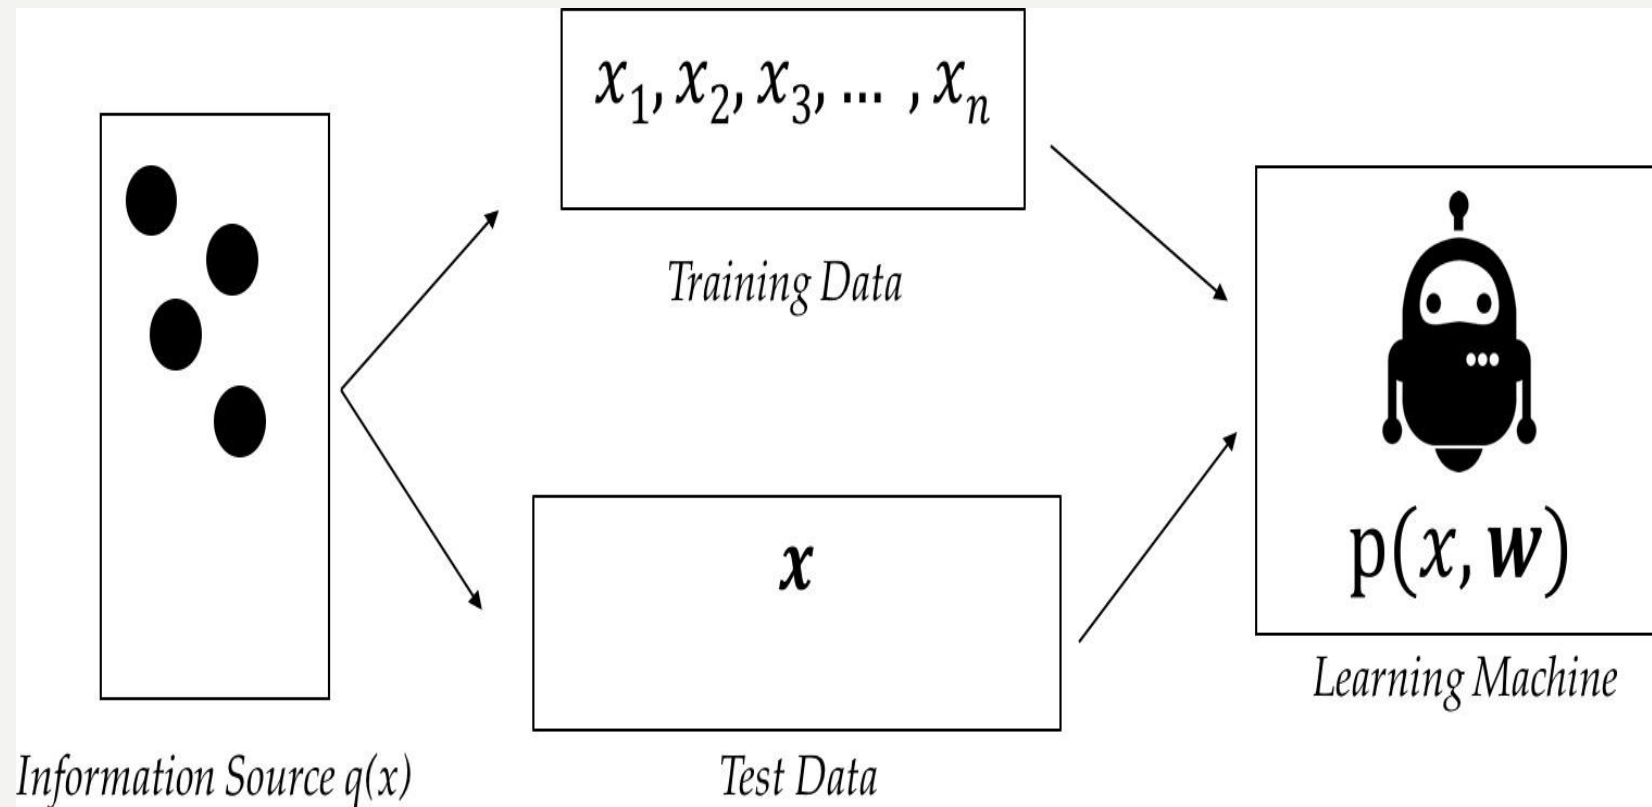 x₁, x₂, x₃, … , xₙ
Training Data
x
p(x, w)
Learning Machine
Information Source q(x)
Test Data